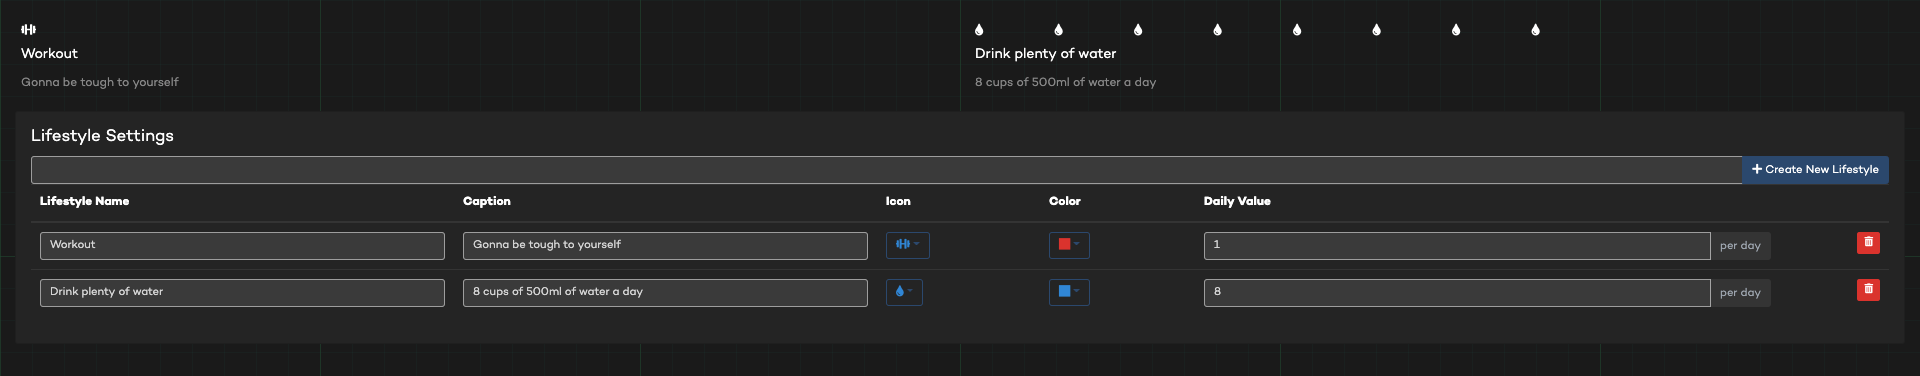 Workout
Gonna be tough to yourself
Drink plenty of water
8 cups of 500ml of water a day
Lifestyle Settings
Create New Lifestyle
Lifestyle Name Caption Icon Color Daily Value
Workout Gonna be tough to yourself 1 per day
Drink plenty of water 8 cups of 500ml of water a day 8 per day